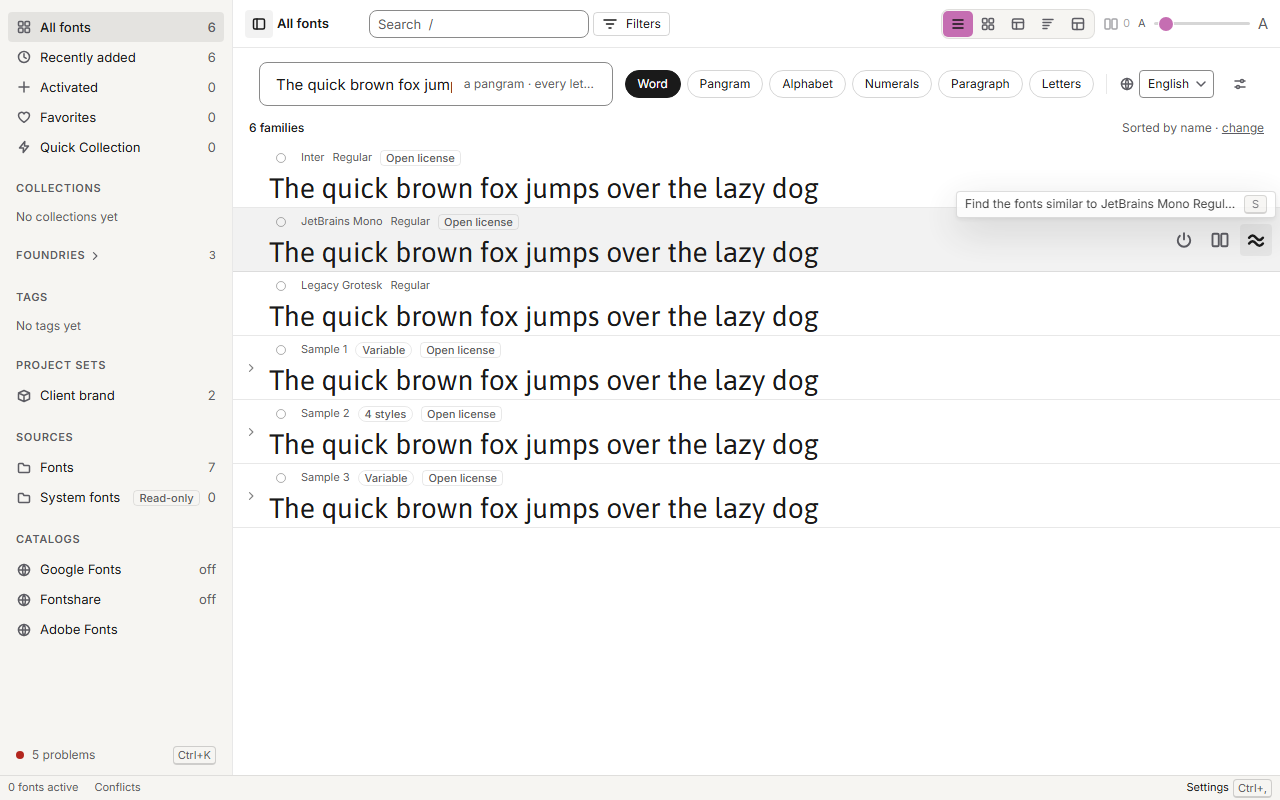 All fonts 6
Recently added 6
Activated 0
Favorites 0
Quick Collection 0
COLLECTIONS
No collections yet
FOUNDRIES 3
TAGS
No tags yet
PROJECT SETS
Client brand 2
SOURCES
Fonts 7
System fonts Read-only 0
CATALOGS
Google Fonts off
Fontshare off
Adobe Fonts
5 problems Ctrl+K
All fonts Search / Filters 0 A A
The quick brown fox jump a pangram · every let... Word Pangram Alphabet Numerals Paragraph Letters English
6 families Sorted by name · change
Inter Regular Open license
The quick brown fox jumps over the lazy dog
Find the fonts similar to JetBrains Mono Regul... S
JetBrains Mono Regular Open license
The quick brown fox jumps over the lazy dog
Legacy Grotesk Regular
The quick brown fox jumps over the lazy dog
Sample 1 Variable Open license
The quick brown fox jumps over the lazy dog
Sample 2 4 styles Open license
The quick brown fox jumps over the lazy dog
Sample 3 Variable Open license
The quick brown fox jumps over the lazy dog
0 fonts active Conflicts Settings Ctrl+,